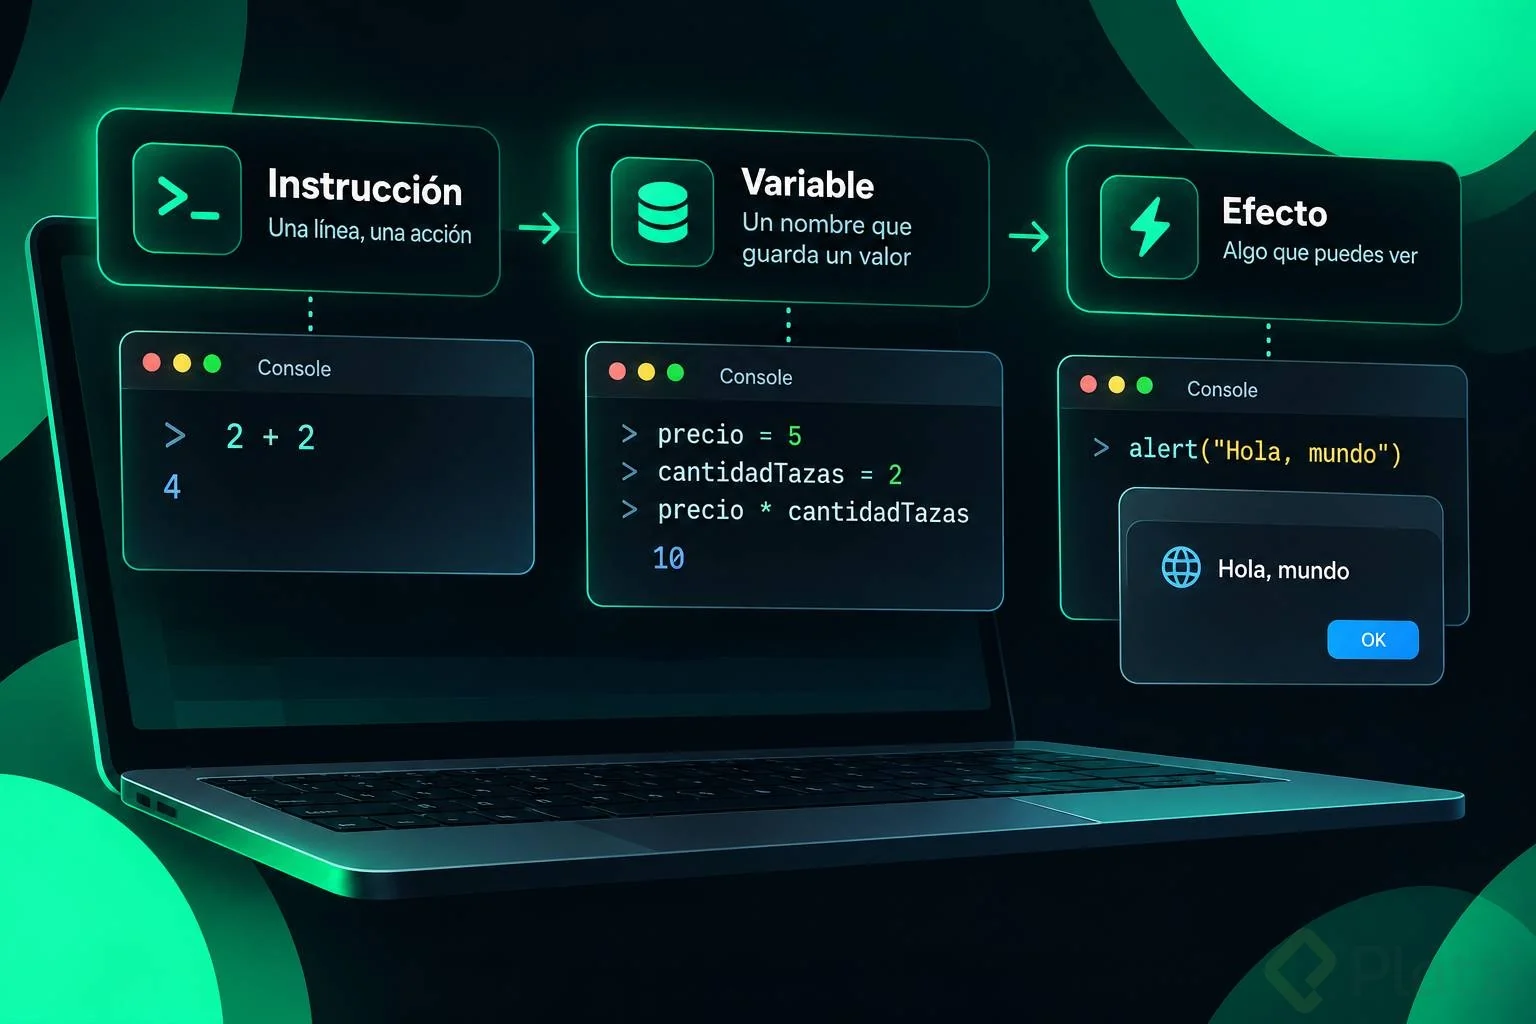 Instrucción
Una línea, una acción
Variable
Un nombre que
guarda un valor
Efecto
Algo que puedes ver
Console
> 2 + 2
4
Console
> precio = 5
> cantidadTazas = 2
> precio * cantidadTazas
10
Console
> alert("Hola, mundo")
Hola, mundo
OK